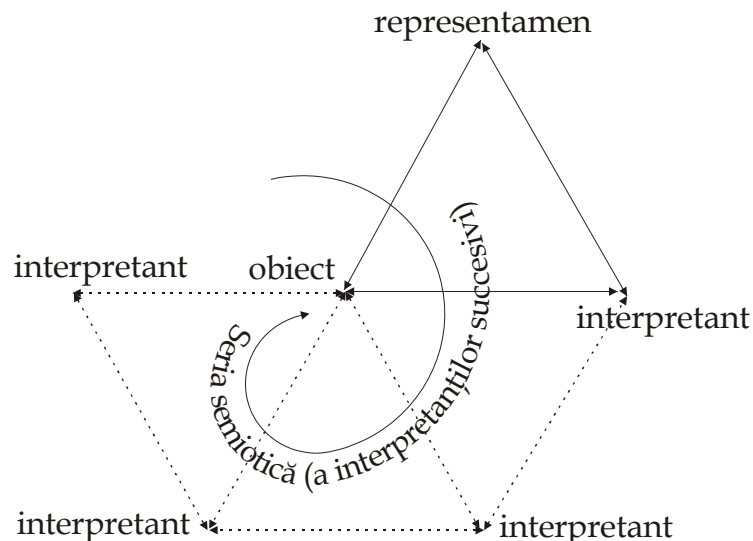 representamen
interpretant
obiect
interpretant
Seria semiotică (a interpretanților succesivi)
interpretant
interpretant